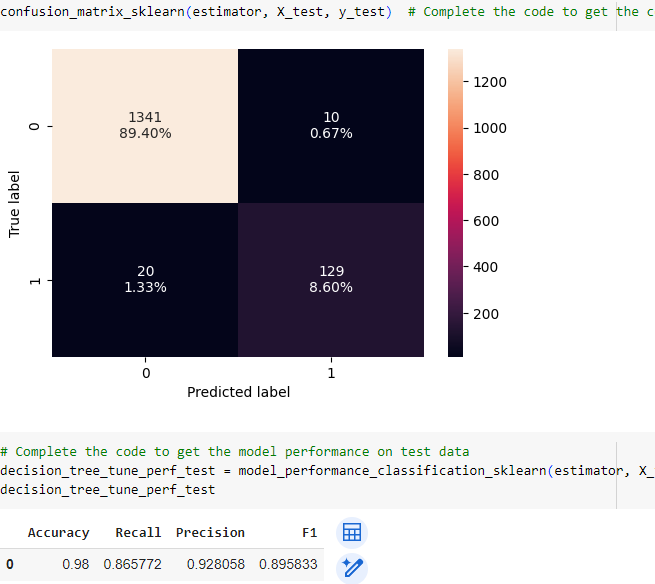 confusion_matrix_sklearn(estimator, X_test, y_test)  # Complete the code to get the c
1341
89.40%
10
0.67%
20
1.33%
129
8.60%
0
1
True label
0
1
Predicted label
1200
1000
800
600
400
200
# Complete the code to get the model performance on test data
decision_tree_tune_perf_test = model_performance_classification_sklearn(estimator, X_
decision_tree_tune_perf_test
Accuracy Recall Precision F1
0 0.98 0.865772 0.928058 0.895833